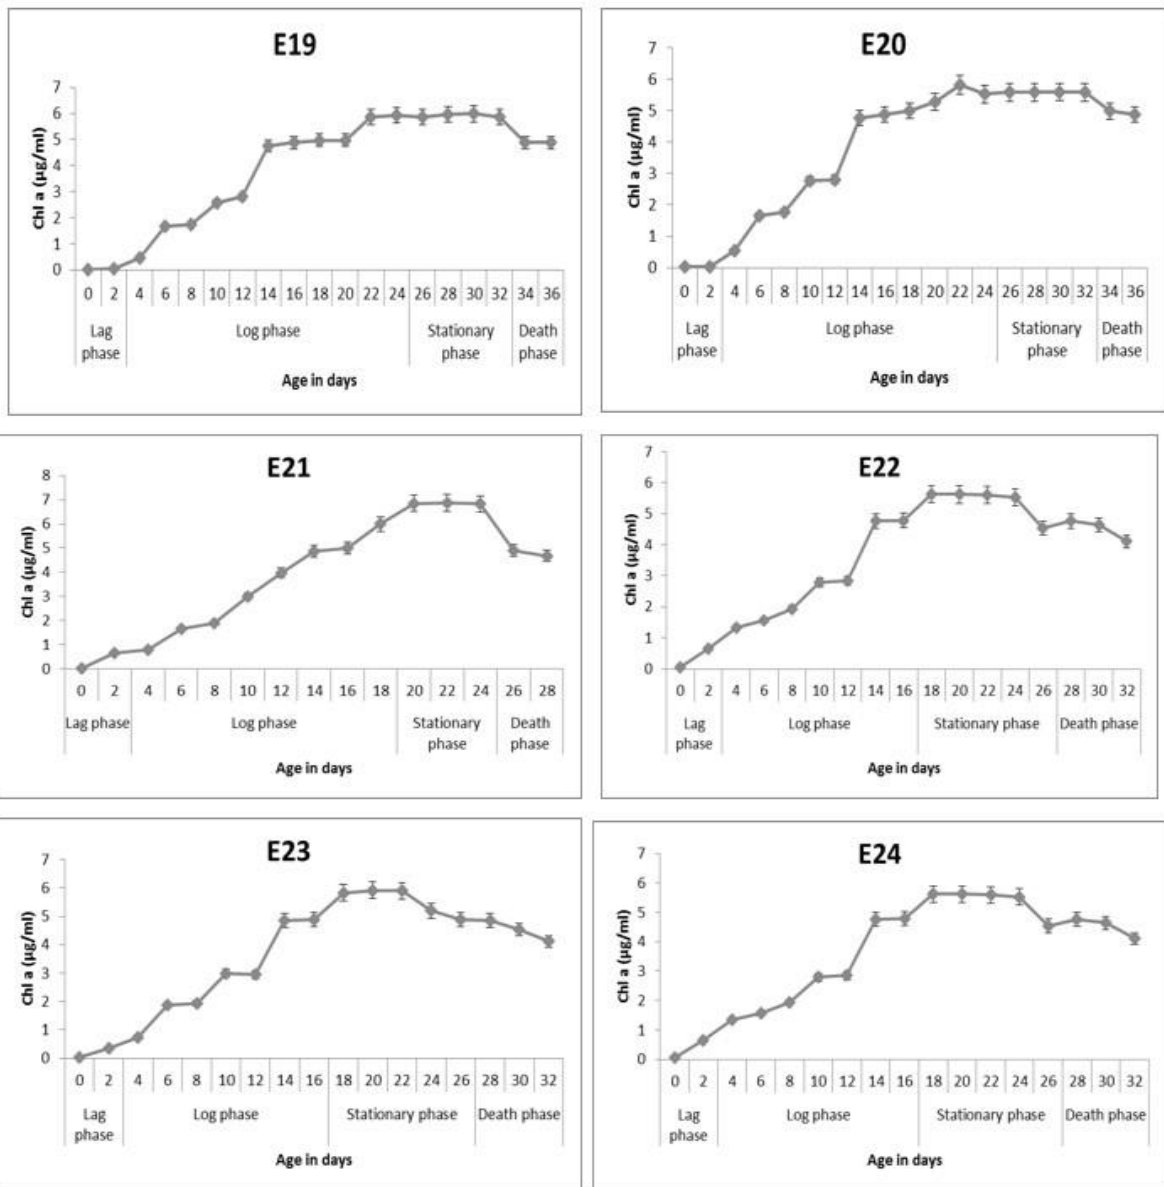 E19
7
6
5
4
3
2
1
0
Chl a (µg/ml)
0 2 4 6 8 10 12 14 16 18 20 22 24 26 28 30 32 34 36
Lag phase
Log phase
Stationary phase
Death phase
Age in days
E20
7
6
5
4
3
2
1
0
Chl a (µg/ml)
0 2 4 6 8 10 12 14 16 18 20 22 24 26 28 30 32 34 36
Lag phase
Log phase
Stationary phase
Death phase
Age in days
E21
8
7
6
5
4
3
2
1
0
Chl a (µg/ml)
0 2 4 6 8 10 12 14 16 18 20 22 24 26 28
Lag phase
Log phase
Stationary phase
Death phase
Age in days
E22
7
6
5
4
3
2
1
0
Chl a (µg/ml)
0 2 4 6 8 10 12 14 16 18 20 22 24 26 28 30 32
Lag phase
Log phase
Stationary phase
Death phase
Age in days
E23
7
6
5
4
3
2
1
0
Chl a (µg/ml)
0 2 4 6 8 10 12 14 16 18 20 22 24 26 28 30 32
Lag phase
Log phase
Stationary phase
Death phase
Age in days
E24
7
6
5
4
3
2
1
0
Chl a (µg/ml)
0 2 4 6 8 10 12 14 16 18 20 22 24 26 28 30 32
Lag phase
Log phase
Stationary phase
Death phase
Age in days